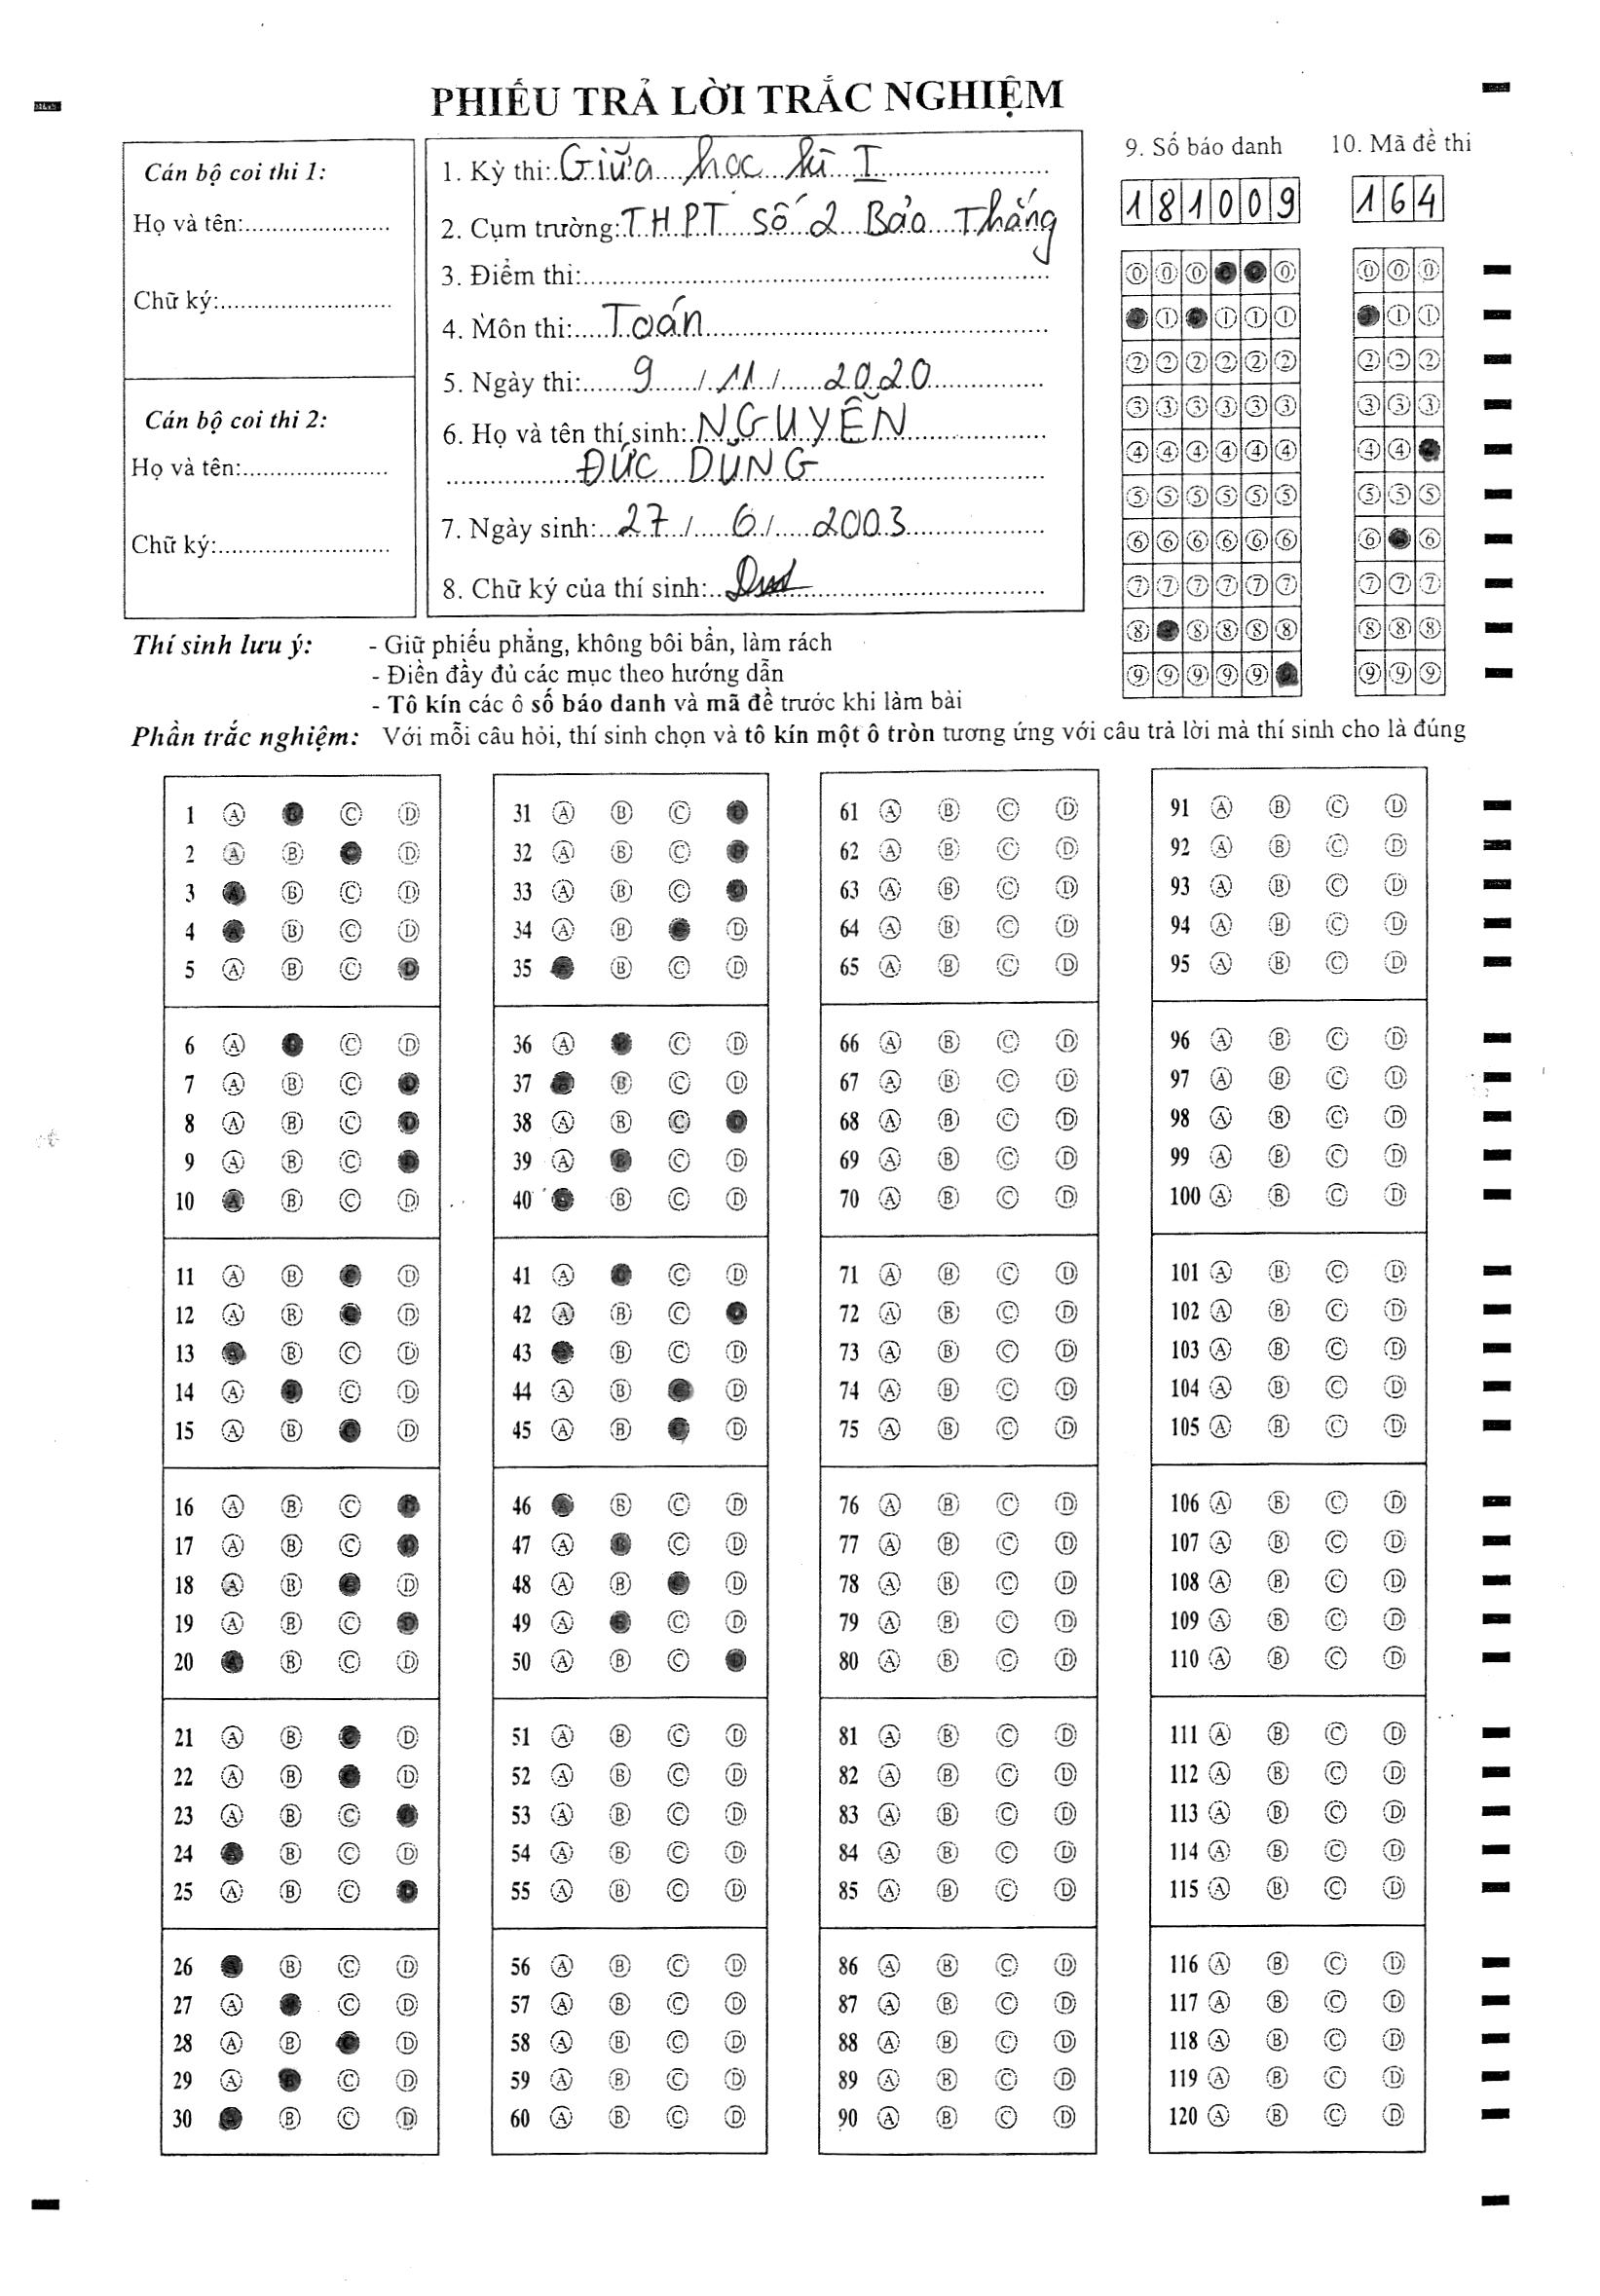 PHIẾU TRẢ LỜI TRẮC NGHIỆM
Cán bộ coi thi 1:
Họ và tên:
Chữ ký:
Cán bộ coi thi 2:
Họ và tên:
Chữ ký:
1. Kỳ thi: Giữa học kì I
2. Cụm trường: THPT số 2 Bảo Thắng
3. Điểm thi:
4. Môn thi: Toán
5. Ngày thi: 9 / 11 / 2020
6. Họ và tên thí sinh: NGUYỄN
ĐỨC DŨNG
7. Ngày sinh: 27 / 6 / 2003
8. Chữ ký của thí sinh:
9. Số báo danh
181009
10. Mã đề thi
164
0 0 0 0
1 1 1 1
2 2 2 2 2 2
3 3 3 3 3 3
4 4 4 4 4 4
5 5 5 5 5 5
6 6 6 6 6 6
7 7 7 7 7 7
8 8 8 8 8
9 9 9 9 9 9
0 0 0
1 1
2 2 2
3 3 3
4 4
5 5 5
6 6
7 7 7
8 8 8
9 9 9
Thí sinh lưu ý: - Giữ phiếu phẳng, không bôi bẩn, làm rách
- Điền đầy đủ các mục theo hướng dẫn
- Tô kín các ô số báo danh và mã đề trước khi làm bài
Phần trắc nghiệm: Với mỗi câu hỏi, thí sinh chọn và tô kín một ô tròn tương ứng với câu trả lời mà thí sinh cho là đúng
1 A B C D
2 A B C D
3 A B C D
4 A B C D
5 A B C D
6 A B C D
7 A B C D
8 A B C D
9 A B C D
10 A B C D
11 A B C D
12 A B C D
13 A B C D
14 A B C D
15 A B C D
16 A B C D
17 A B C D
18 A B C D
19 A B C D
20 A B C D
21 A B C D
22 A B C D
23 A B C D
24 A B C D
25 A B C D
26 A B C D
27 A B C D
28 A B C D
29 A B C D
30 A B C D
31 A B C D
32 A B C D
33 A B C D
34 A B C D
35 A B C D
36 A B C D
37 A B C D
38 A B C D
39 A B C D
40 A B C D
41 A B C D
42 A B C D
43 A B C D
44 A B C D
45 A B C D
46 A B C D
47 A B C D
48 A B C D
49 A B C D
50 A B C D
51 A B C D
52 A B C D
53 A B C D
54 A B C D
55 A B C D
56 A B C D
57 A B C D
58 A B C D
59 A B C D
60 A B C D
61 A B C D
62 A B C D
63 A B C D
64 A B C D
65 A B C D
66 A B C D
67 A B C D
68 A B C D
69 A B C D
70 A B C D
71 A B C D
72 A B C D
73 A B C D
74 A B C D
75 A B C D
76 A B C D
77 A B C D
78 A B C D
79 A B C D
80 A B C D
81 A B C D
82 A B C D
83 A B C D
84 A B C D
85 A B C D
86 A B C D
87 A B C D
88 A B C D
89 A B C D
90 A B C D
91 A B C D
92 A B C D
93 A B C D
94 A B C D
95 A B C D
96 A B C D
97 A B C D
98 A B C D
99 A B C D
100 A B C D
101 A B C D
102 A B C D
103 A B C D
104 A B C D
105 A B C D
106 A B C D
107 A B C D
108 A B C D
109 A B C D
110 A B C D
111 A B C D
112 A B C D
113 A B C D
114 A B C D
115 A B C D
116 A B C D
117 A B C D
118 A B C D
119 A B C D
120 A B C D